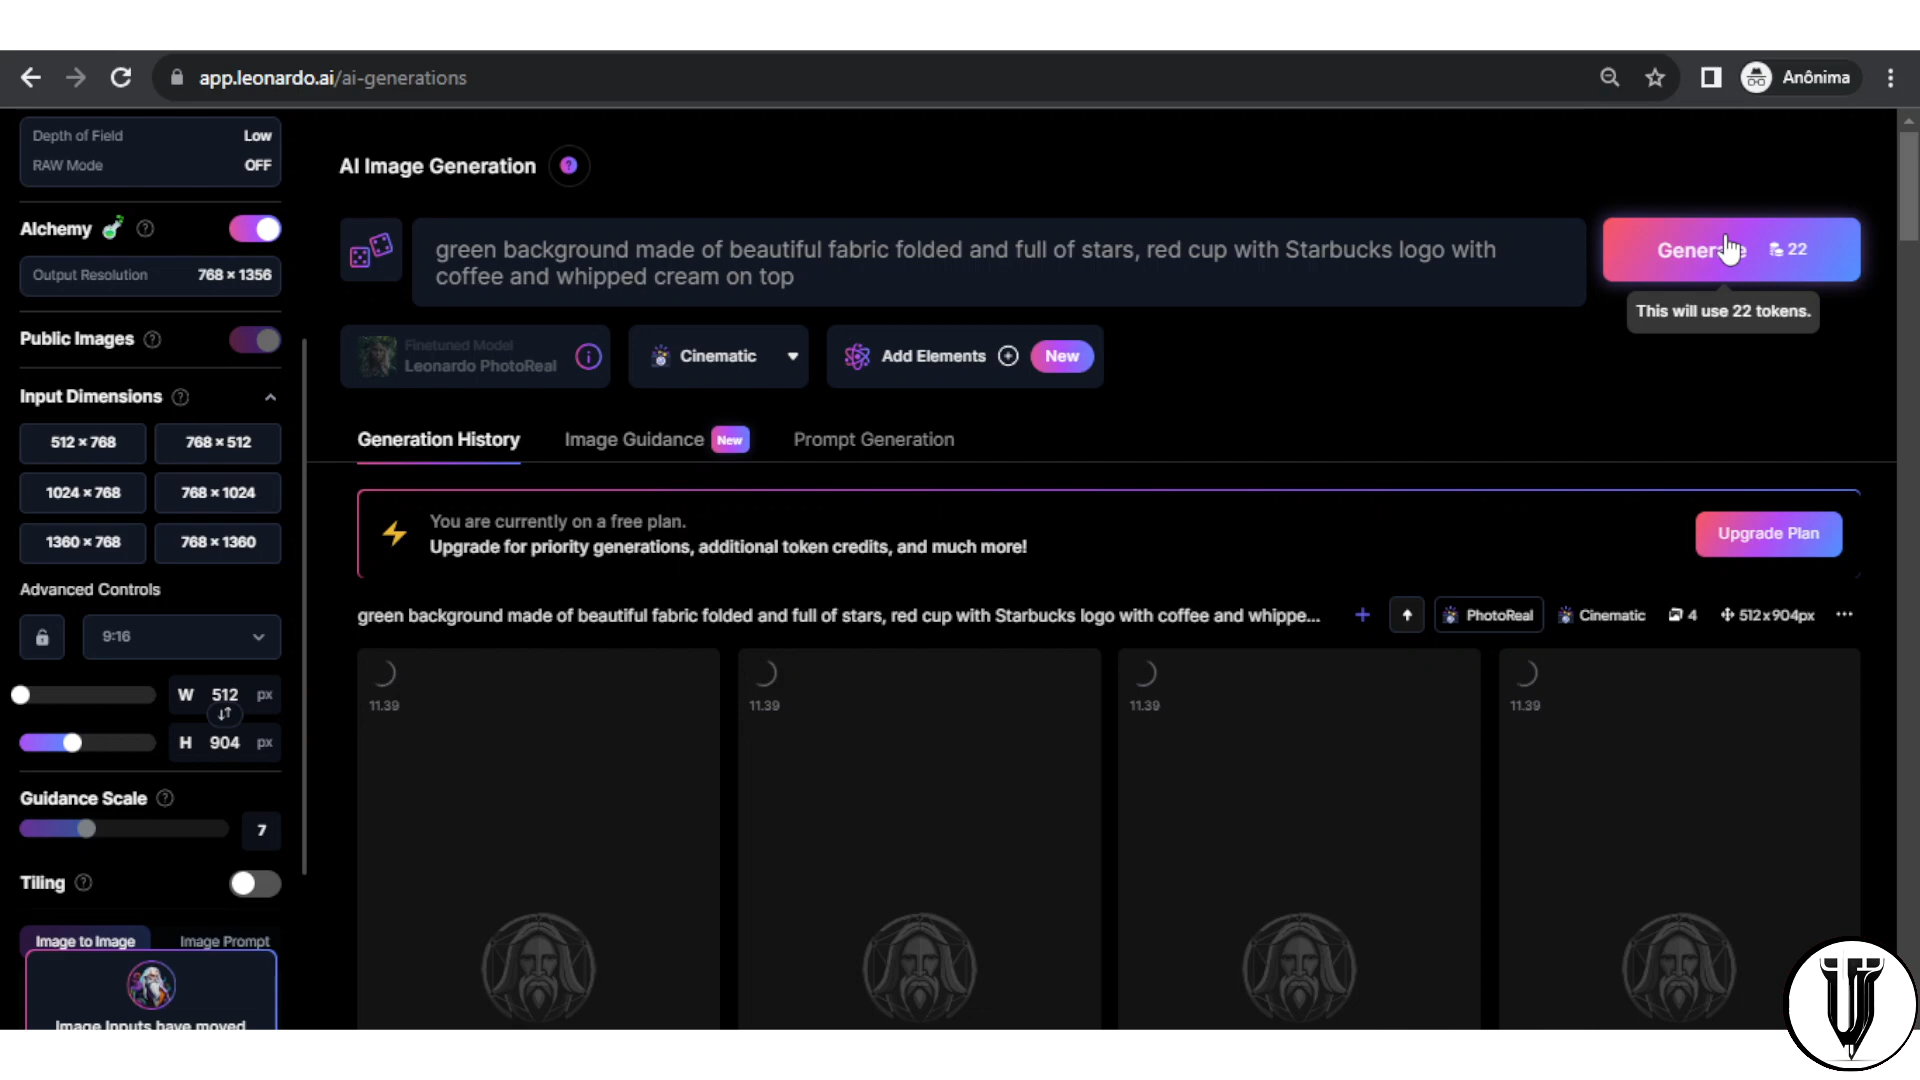 app.leonardo.ai/ai-generations
Anônima
Depth of Field Low
RAW Mode OFF
Alchemy
Output Resolution 768 × 1356
Public Images
Input Dimensions
512 × 768 768 × 512
1024 × 768 768 × 1024
1360 × 768 768 × 1360
Advanced Controls
9:16
W 512 px
H 904 px
Guidance Scale
7
Tiling
Image to Image Image Prompt
Image Inputs have moved
AI Image Generation
green background made of beautiful fabric folded and full of stars, red cup with Starbucks logo with
coffee and whipped cream on top
Generate 22
This will use 22 tokens.
Finetuned Model
Leonardo PhotoReal
Cinematic
Add Elements New
Generation History Image Guidance New Prompt Generation
You are currently on a free plan.
Upgrade for priority generations, additional token credits, and much more!
Upgrade Plan
green background made of beautiful fabric folded and full of stars, red cup with Starbucks logo with coffee and whippe... PhotoReal Cinematic 4 512x904px
11.39 11.39 11.39 11.39